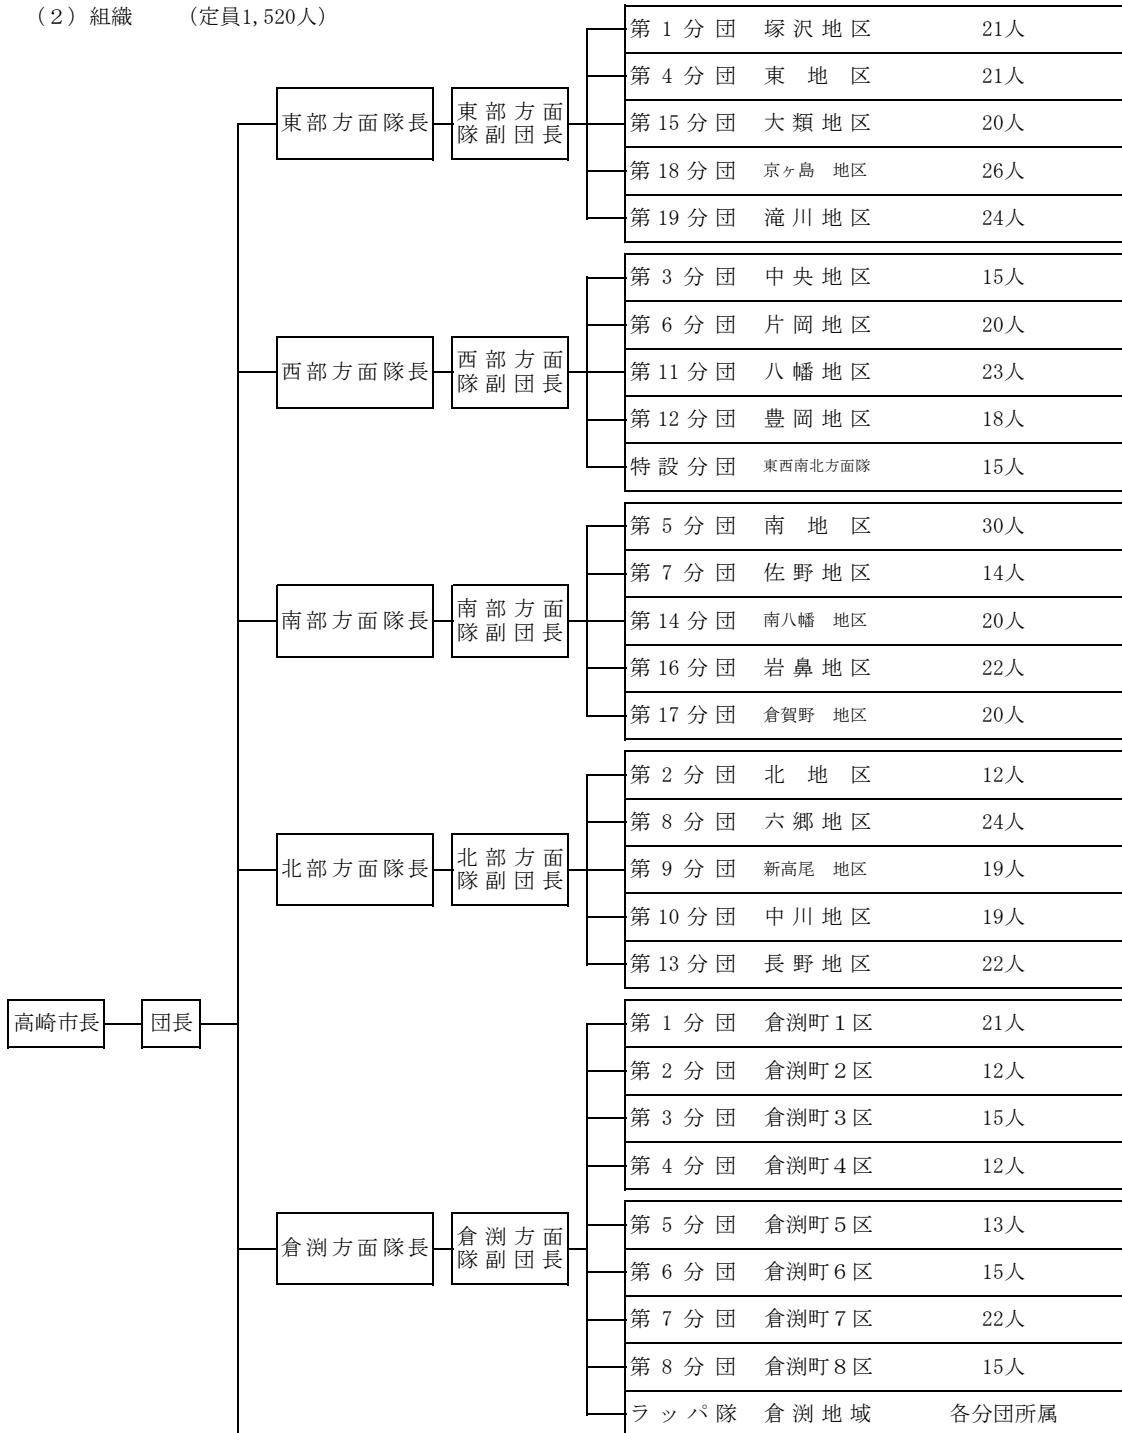 （2）組織　（定員1,520人）
第 1 分 団　塚 沢 地 区　21人
第 4 分 団　東 地 区　21人
東部方面隊長　東 部 方 面
隊 副 団 長
第 15 分 団　大 類 地 区　20人
第 18 分 団　京ヶ島　地区　26人
第 19 分 団　滝 川 地 区　24人
第 3 分 団　中 央 地 区　15人
第 6 分 団　片 岡 地 区　20人
西部方面隊長　西 部 方 面
隊 副 団 長
第 11 分 団　八 幡 地 区　23人
第 12 分 団　豊 岡 地 区　18人
特 設 分 団　東西南北方面隊　15人
第 5 分 団　南 地 区　30人
第 7 分 団　佐 野 地 区　14人
南部方面隊長　南 部 方 面
隊 副 団 長
第 14 分 団　南八幡　地区　20人
第 16 分 団　岩 鼻 地 区　22人
第 17 分 団　倉賀野　地区　20人
第 2 分 団　北 地 区　12人
第 8 分 団　六 郷 地 区　24人
北部方面隊長　北 部 方 面
隊 副 団 長
第 9 分 団　新高尾　地区　19人
第 10 分 団　中 川 地 区　19人
第 13 分 団　長 野 地 区　22人
高崎市長　団長
第 1 分 団　倉渕町１区　21人
第 2 分 団　倉渕町２区　12人
第 3 分 団　倉渕町３区　15人
第 4 分 団　倉渕町４区　12人
倉渕方面隊長　倉 渕 方 面
隊 副 団 長
第 5 分 団　倉渕町５区　13人
第 6 分 団　倉渕町６区　15人
第 7 分 団　倉渕町７区　22人
第 8 分 団　倉渕町８区　15人
ラ ッ パ 隊　倉 渕 地 域　各分団所属